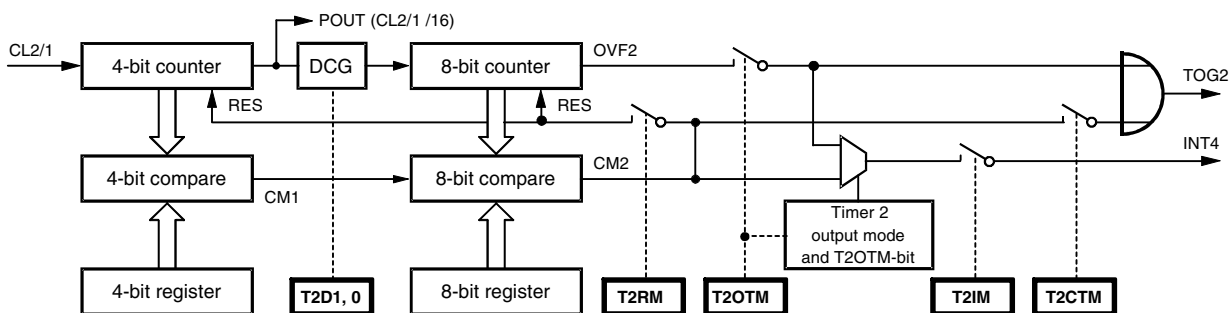 POUT (CL2/1 /16)
CL2/1
4-bit counter
DCG
8-bit counter
OVF2
TOG2
RES
RES
INT4
4-bit compare
CM1
8-bit compare
CM2
Timer 2
output mode
and T2OTM-bit
4-bit register
T2D1, 0
8-bit register
T2RM
T2OTM
T2IM
T2CTM